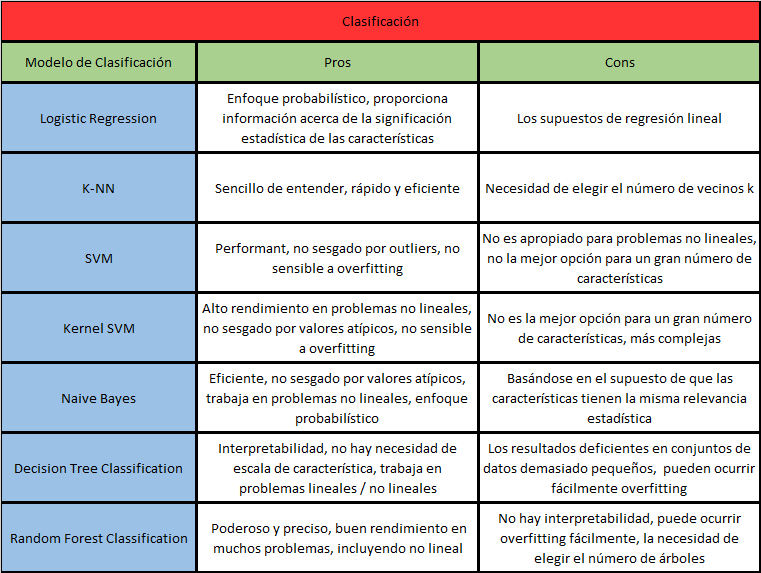 Clasificación
Modelo de Clasificación
Pros
Cons
Logistic Regression
Enfoque probabilístico, proporciona
información acerca de la significación
estadística de las características
Los supuestos de regresión lineal
K-NN
Sencillo de entender, rápido y eficiente
Necesidad de elegir el número de vecinos k
SVM
Performant, no sesgado por outliers, no
sensible a overfitting
No es apropiado para problemas no lineales,
no la mejor opción para un gran número de
características
Kernel SVM
Alto rendimiento en problemas no lineales,
no sesgado por valores atípicos, no sensible
a overfitting
No es la mejor opción para un gran número
de características, más complejas
Naive Bayes
Eficiente, no sesgado por valores atípicos,
trabaja en problemas no lineales, enfoque
probabilístico
Basándose en el supuesto de que las
características tienen la misma relevancia
estadística
Decision Tree Classification
Interpretabilidad, no hay necesidad de
escala de característica, trabaja en
problemas lineales / no lineales
Los resultados deficientes en conjuntos de
datos demasiado pequeños, pueden ocurrir
fácilmente overfitting
Random Forest Classification
Poderoso y preciso, buen rendimiento en
muchos problemas, incluyendo no lineal
No hay interpretabilidad, puede ocurrir
overfitting fácilmente, la necesidad de
elegir el número de árboles